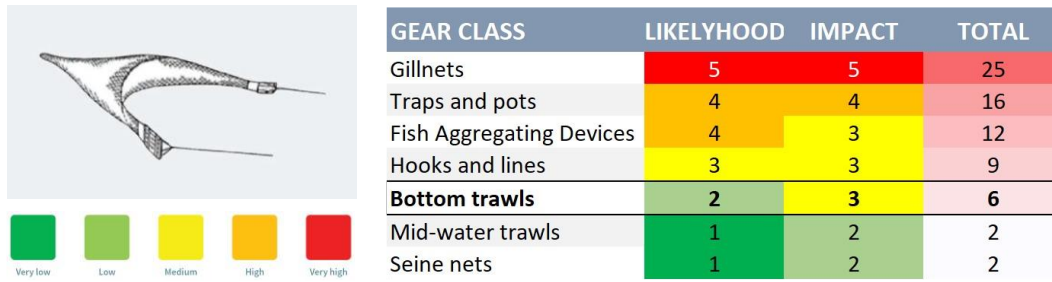 GEAR CLASS LIKELYHOOD IMPACT TOTAL
Gillnets 5 5 25
Traps and pots 4 4 16
Fish Aggregating Devices 4 3 12
Hooks and lines 3 3 9
Bottom trawls 2 3 6
Mid-water trawls 1 2 2
Seine nets 1 2 2
Very low Low Medium High Very high